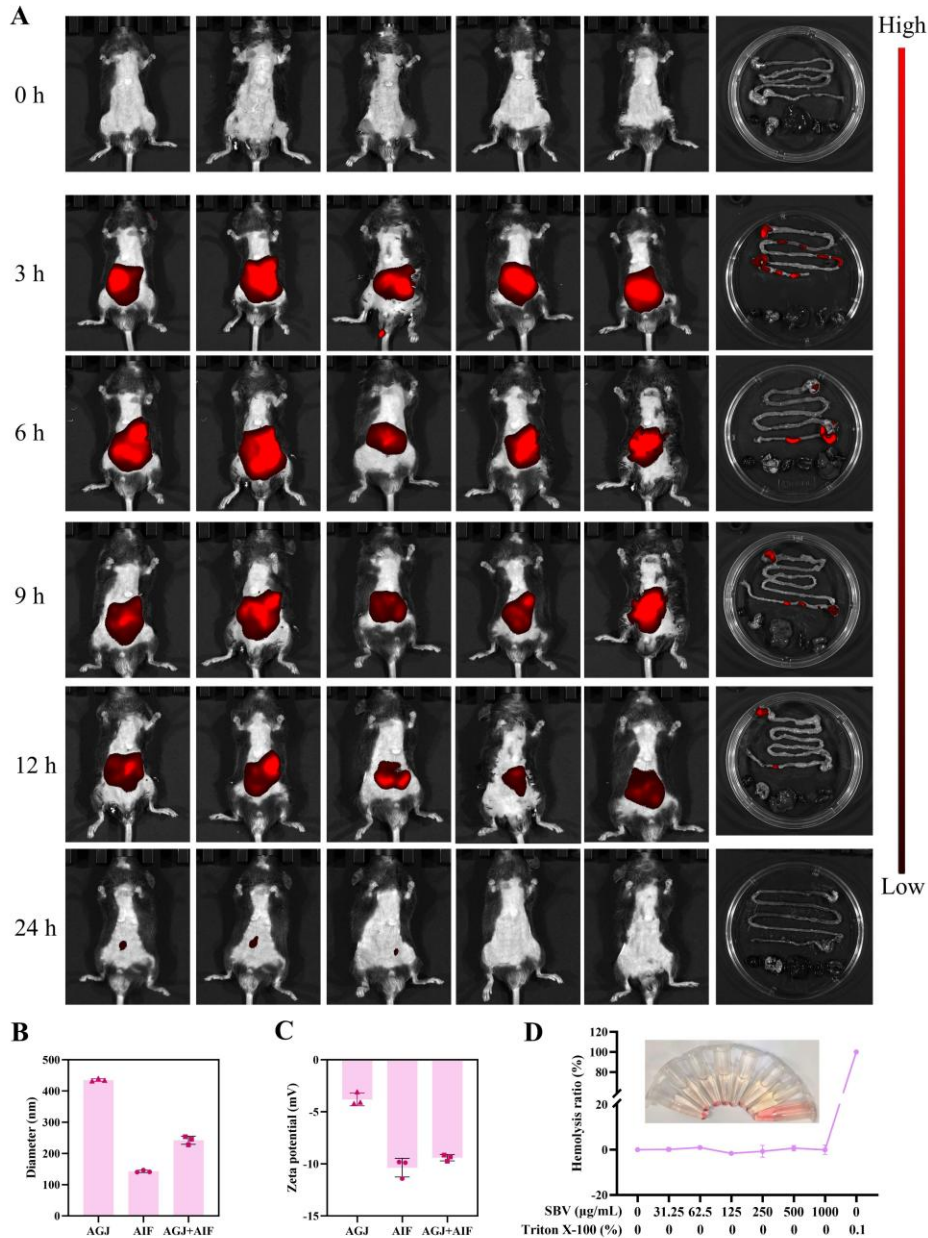 A
High
0 h
3 h
6 h
9 h
12 h
24 h
Low
B
Diameter (nm)
500
400
300
200
100
0
AGJ AIF AGJ+AIF
C
Zeta potential (mV)
0
-5
-10
-15
AGJ AIF AGJ+AIF
D
Hemolysis ratio (%)
120
100
80
60
40
20
0
-20
SBV (μg/mL) 0 31.25 62.5 125 250 500 1000 0
Triton X-100 (%) 0 0 0 0 0 0 0 0.1